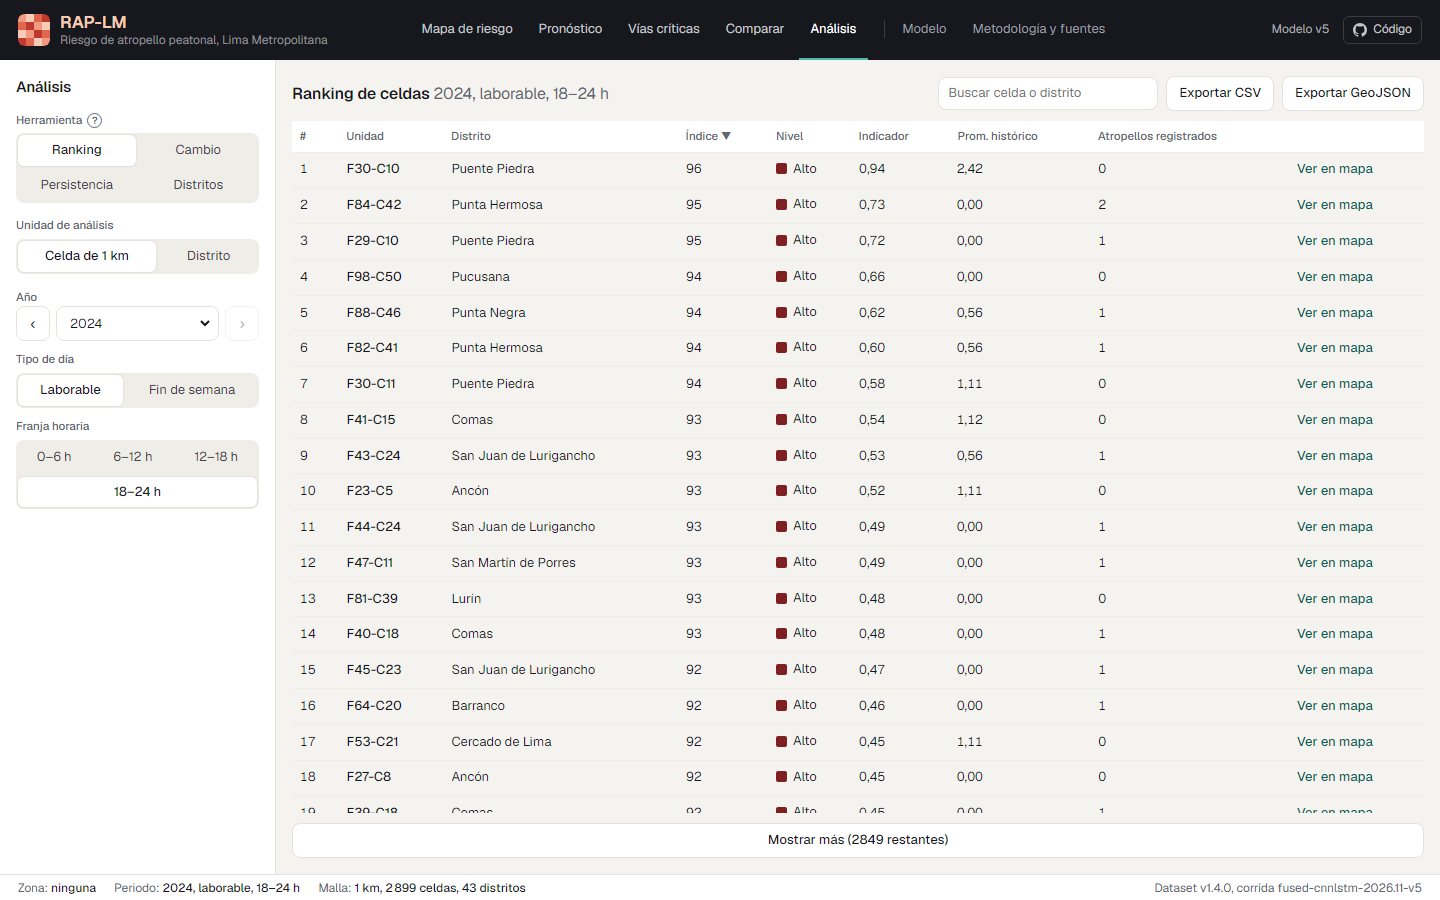 RAP-LM
Riesgo de atropello peatonal, Lima Metropolitana
Mapa de riesgo Pronóstico Vías críticas Comparar Análisis Modelo Metodología y fuentes
Modelo v5 Código
Análisis
Herramienta ?
Ranking Cambio
Persistencia Distritos
Unidad de análisis
Celda de 1 km Distrito
Año
‹ 2024 ›
Tipo de día
Laborable Fin de semana
Franja horaria
0–6 h 6–12 h 12–18 h
18–24 h
Ranking de celdas 2024, laborable, 18–24 h
Buscar celda o distrito Exportar CSV Exportar GeoJSON
# Unidad Distrito Índice ▼ Nivel Indicador Prom. histórico Atropellos registrados
1 F30-C10 Puente Piedra 96 Alto 0,94 2,42 0 Ver en mapa
2 F84-C42 Punta Hermosa 95 Alto 0,73 0,00 2 Ver en mapa
3 F29-C10 Puente Piedra 95 Alto 0,72 0,00 1 Ver en mapa
4 F98-C50 Pucusana 94 Alto 0,66 0,00 0 Ver en mapa
5 F88-C46 Punta Negra 94 Alto 0,62 0,56 1 Ver en mapa
6 F82-C41 Punta Hermosa 94 Alto 0,60 0,56 1 Ver en mapa
7 F30-C11 Puente Piedra 94 Alto 0,58 1,11 0 Ver en mapa
8 F41-C15 Comas 93 Alto 0,54 1,12 0 Ver en mapa
9 F43-C24 San Juan de Lurigancho 93 Alto 0,53 0,56 1 Ver en mapa
10 F23-C5 Ancón 93 Alto 0,52 1,11 0 Ver en mapa
11 F44-C24 San Juan de Lurigancho 93 Alto 0,49 0,00 1 Ver en mapa
12 F47-C11 San Martín de Porres 93 Alto 0,49 0,00 1 Ver en mapa
13 F81-C39 Lurín 93 Alto 0,48 0,00 0 Ver en mapa
14 F40-C18 Comas 93 Alto 0,48 0,00 1 Ver en mapa
15 F45-C23 San Juan de Lurigancho 92 Alto 0,47 0,00 1 Ver en mapa
16 F64-C20 Barranco 92 Alto 0,46 0,00 1 Ver en mapa
17 F53-C21 Cercado de Lima 92 Alto 0,45 1,11 0 Ver en mapa
18 F27-C8 Ancón 92 Alto 0,45 0,00 0 Ver en mapa
19 F39-C18 Comas 92 Alto 0,45 0,00 1 Ver en mapa
Mostrar más (2849 restantes)
Zona: ninguna Periodo: 2024, laborable, 18–24 h Malla: 1 km, 2 899 celdas, 43 distritos
Dataset v1.4.0, corrida fused-cnnlstm-2026.11-v5